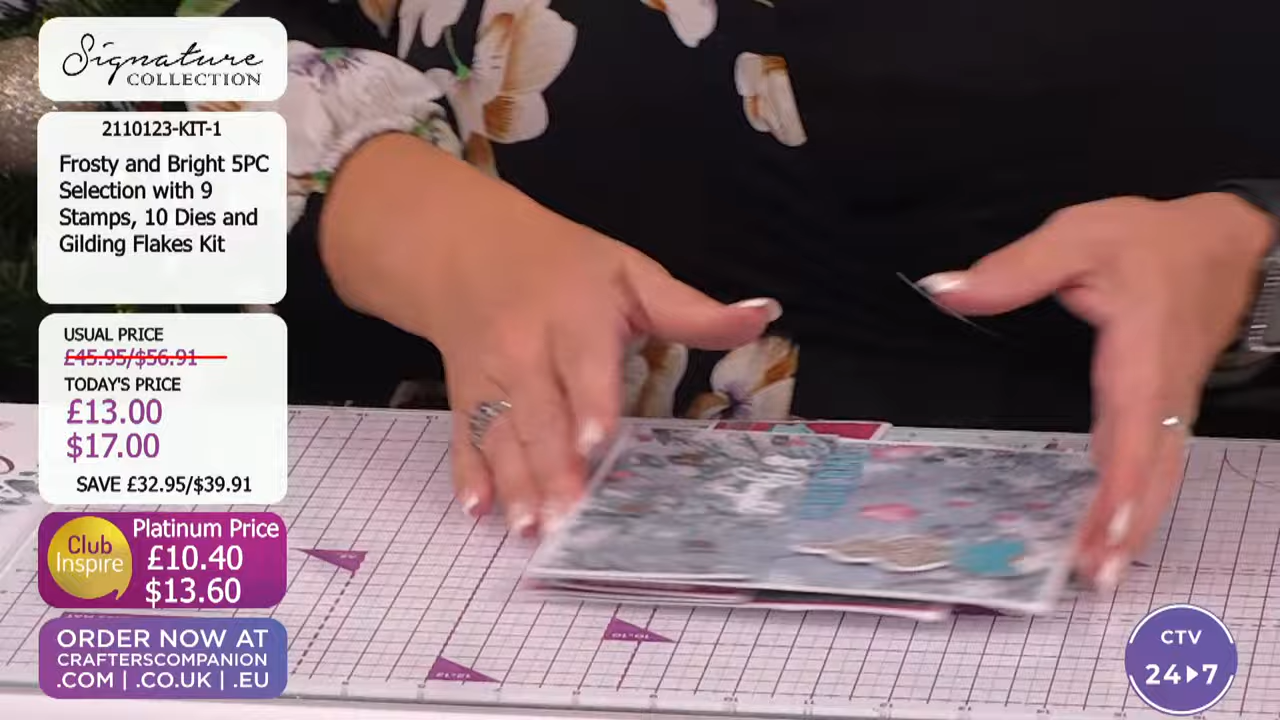 Signature
COLLECTION
2110123-KIT-1
Frosty and Bright 5PC
Selection with 9
Stamps, 10 Dies and
Gilding Flakes Kit
USUAL PRICE
£45.95/$56.91
TODAY'S PRICE
£13.00
$17.00
SAVE £32.95/$39.91
Club
Inspire
Platinum Price
£10.40
$13.60
ORDER NOW AT
CRAFTERSCOMPANION
.COM | .CO.UK | .EU
CTV
24▶7